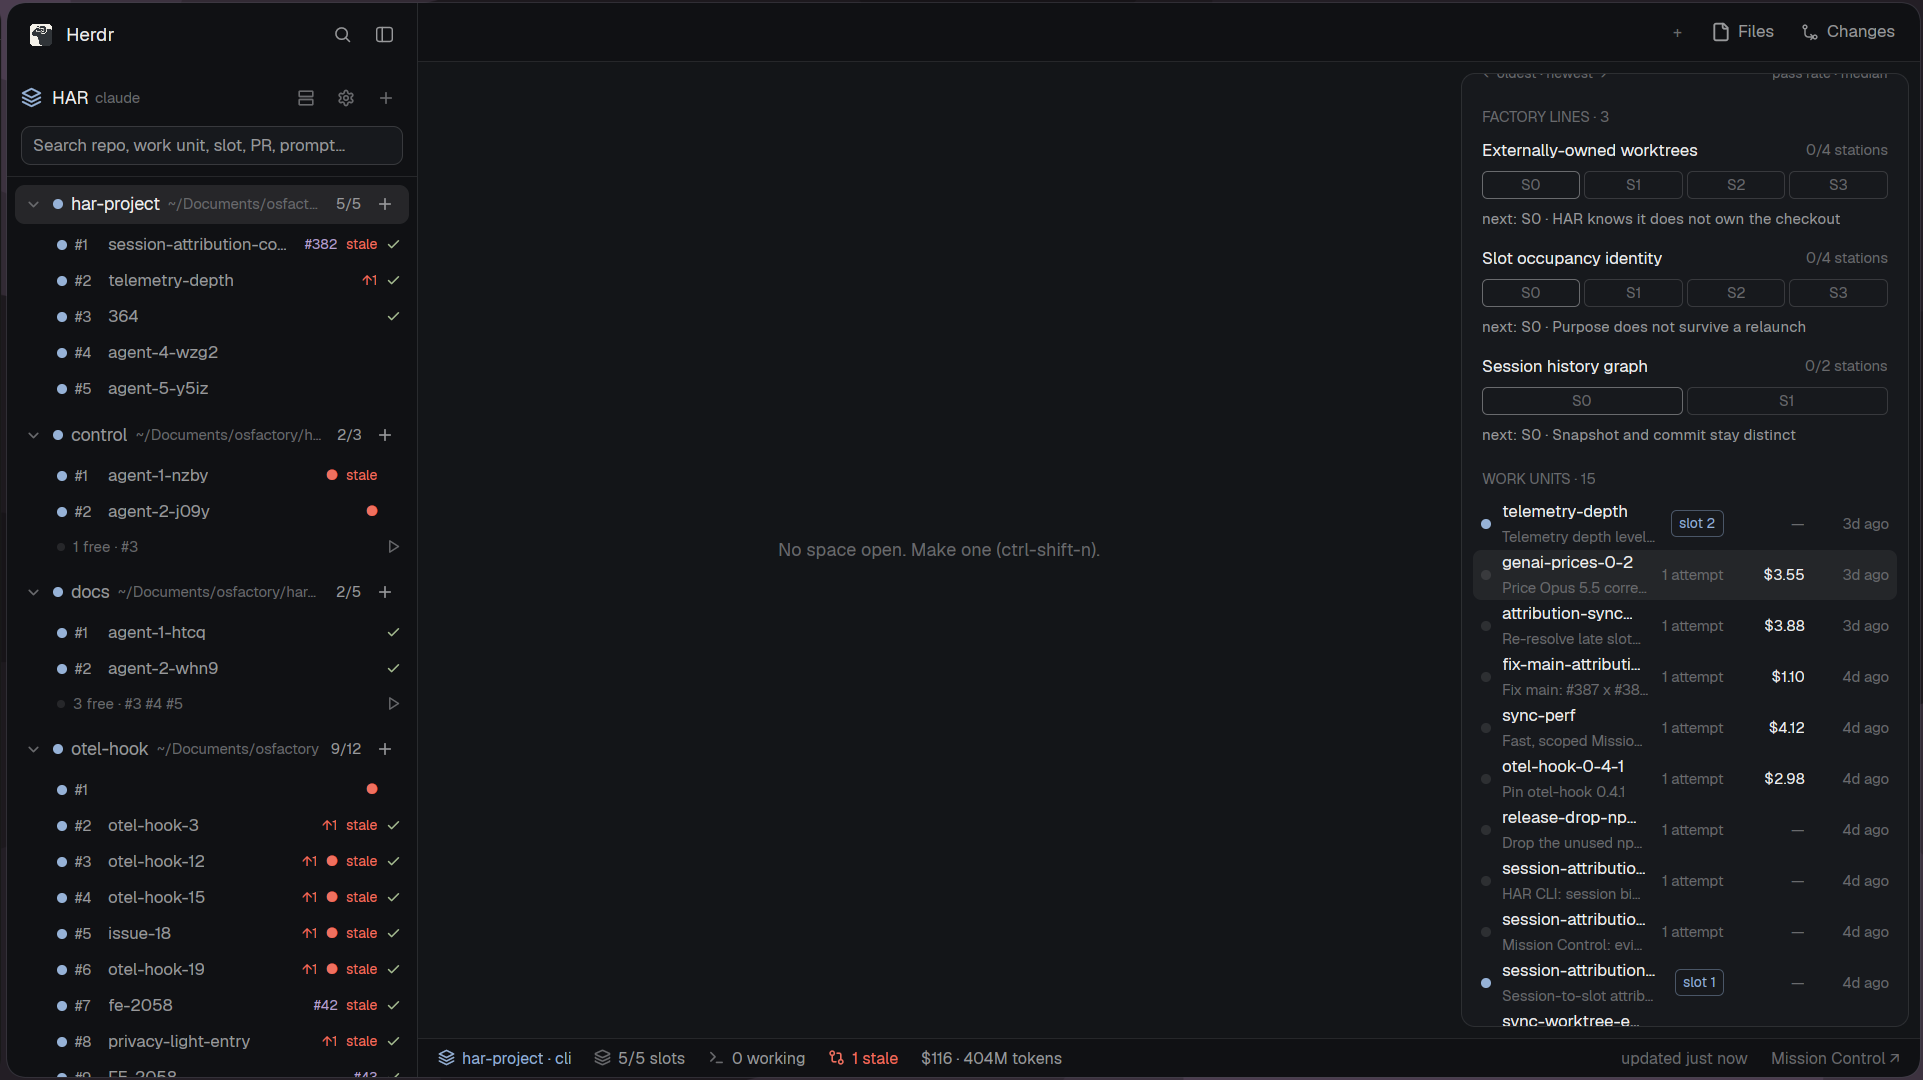 Herdr
HAR claude
Search repo, work unit, slot, PR, prompt...
har-project ~/Documents/osfact... 5/5 +
#1 session-attribution-co... #382 stale
#2 telemetry-depth ↑1
#3 364
#4 agent-4-wzg2
#5 agent-5-y5iz
control ~/Documents/osfactory/h... 2/3 +
#1 agent-1-nzby stale
#2 agent-2-j09y
1 free · #3
docs ~/Documents/osfactory/har... 2/5 +
#1 agent-1-htcq
#2 agent-2-whn9
3 free · #3 #4 #5
otel-hook ~/Documents/osfactory 9/12 +
#1
#2 otel-hook-3 ↑1 stale
#3 otel-hook-12 ↑1 stale
#4 otel-hook-15 ↑1 stale
#5 issue-18 ↑1 stale
#6 otel-hook-19 ↑1 stale
#7 fe-2058 #42 stale
#8 privacy-light-entry ↑1 stale
#9 FE-2058 #43
+ Files Changes
No space open. Make one (ctrl-shift-n).
< oldest · newest > pass rate · median
FACTORY LINES · 3
Externally-owned worktrees 0/4 stations
S0 S1 S2 S3
next: S0 · HAR knows it does not own the checkout
Slot occupancy identity 0/4 stations
S0 S1 S2 S3
next: S0 · Purpose does not survive a relaunch
Session history graph 0/2 stations
S0 S1
next: S0 · Snapshot and commit stay distinct
WORK UNITS · 15
telemetry-depth slot 2 — 3d ago
Telemetry depth level...
genai-prices-0-2 1 attempt $3.55 3d ago
Price Opus 5.5 corre...
attribution-sync... 1 attempt $3.88 3d ago
Re-resolve late slot...
fix-main-attributi... 1 attempt $1.10 4d ago
Fix main: #387 x #38...
sync-perf 1 attempt $4.12 4d ago
Fast, scoped Missio...
otel-hook-0-4-1 1 attempt $2.98 4d ago
Pin otel-hook 0.4.1
release-drop-np... 1 attempt — 4d ago
Drop the unused np...
session-attributio... 1 attempt — 4d ago
HAR CLI: session bi...
session-attributio... 1 attempt — 4d ago
Mission Control: evi...
session-attribution... slot 1 — 4d ago
Session-to-slot attrib...
sync-worktree-e...
har-project · cli 5/5 slots 0 working 1 stale $116 · 404M tokens updated just now Mission Control ↗